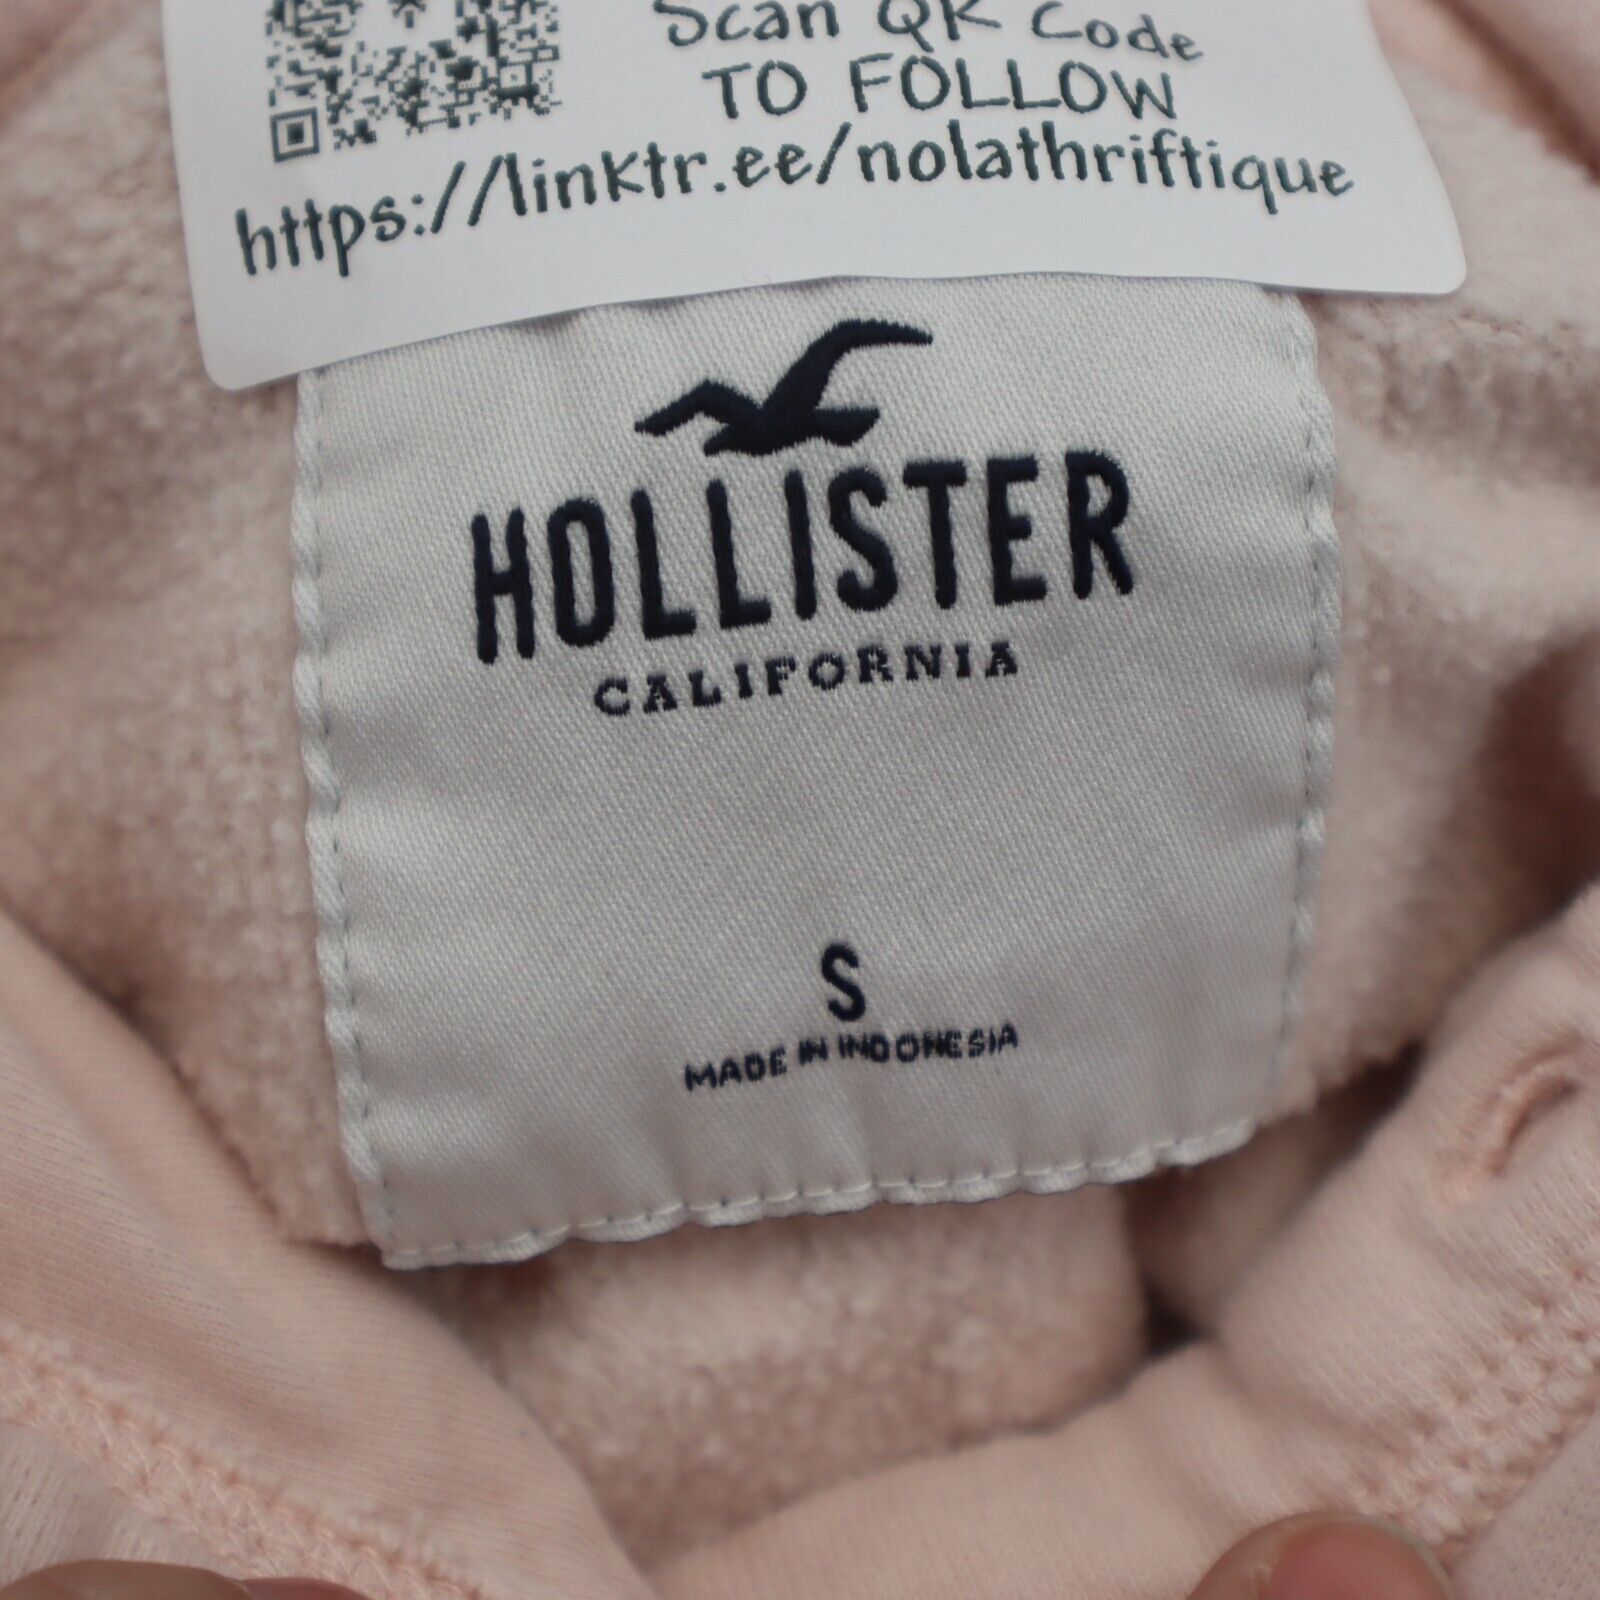 Scan QR Code
TO FOLLOW
https://linktr.ee/nolathriftique
HOLLISTER
CALIFORNIA
S
MADE IN INDONESIA